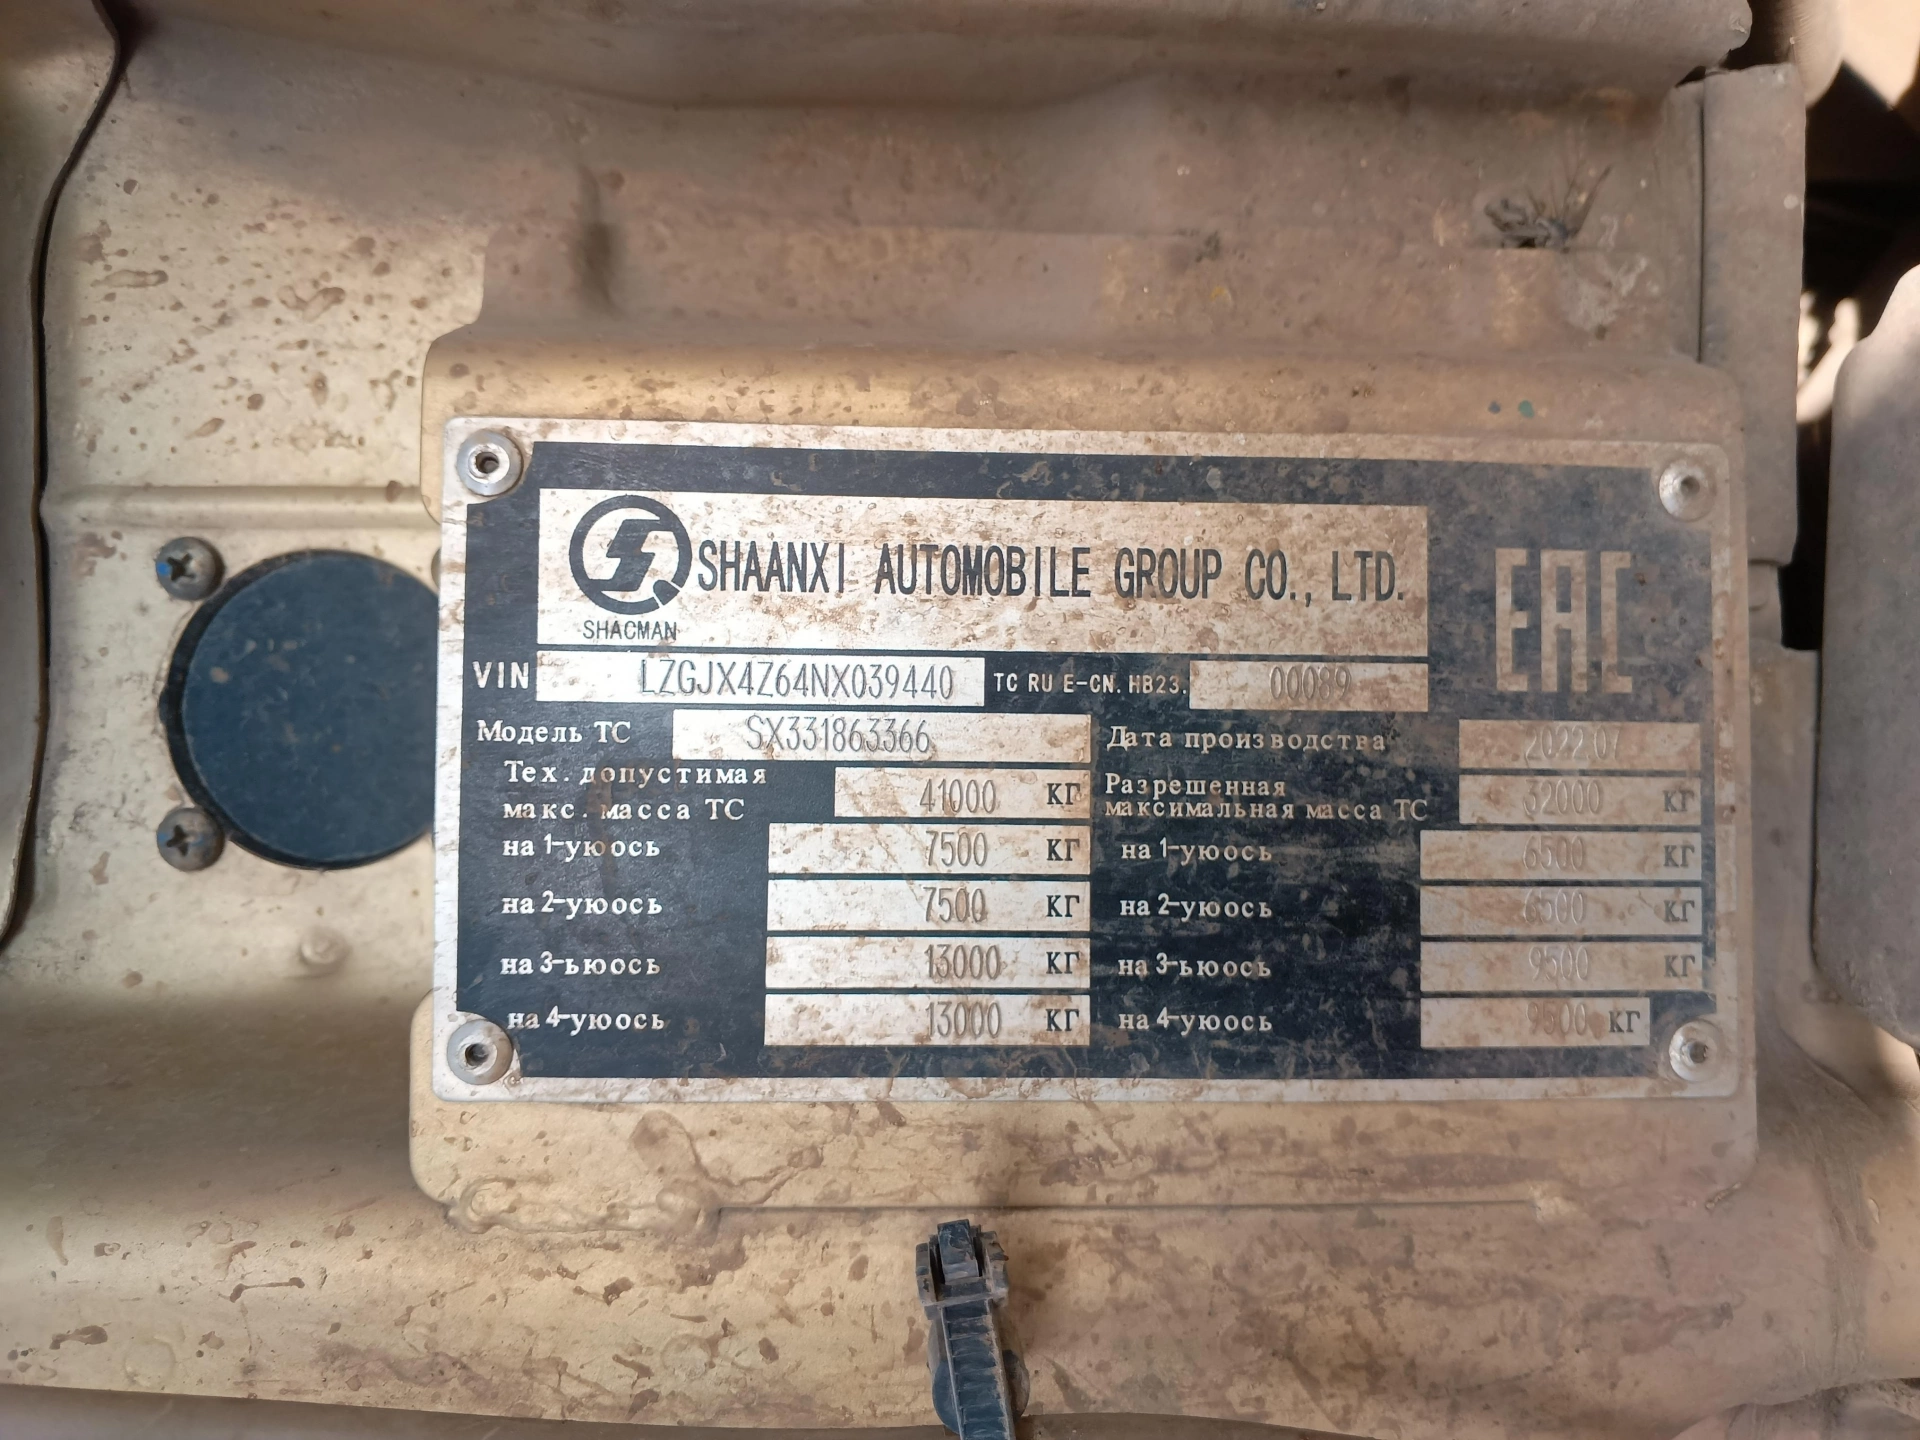 SHAANXI AUTOMOBILE GROUP CO., LTD.
SHACMAN
EAC
VIN LZGJX4Z64NX039440 TC RU E-CN. HB23. 00089
Модель ТС SX331863366 Дата производства 2022.07
Тех. допустимая
макс. масса ТС 41000 КГ
Разрешенная
максимальная масса ТС 32000 КГ
на 1-уюось 7500 КГ на 1-уюось 6500 КГ
на 2-уюось 7500 КГ на 2-уюось 6500 КГ
на 3-ьюось 13000 КГ на 3-ьюось 9500 КГ
на 4-уюось 13000 КГ на 4-уюось 9500 КГ